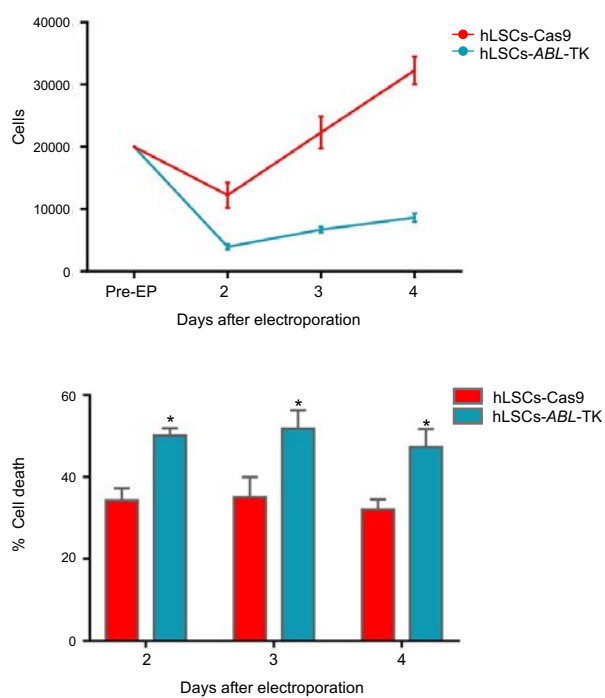 40000
30000
20000
10000
0
Cells
Pre-EP 2 3 4
Days after electroporation
hLSCs-Cas9
hLSCs-ABL-TK
60
40
20
0
% Cell death
* * *
2 3 4
Days after electroporation
hLSCs-Cas9
hLSCs-ABL-TK